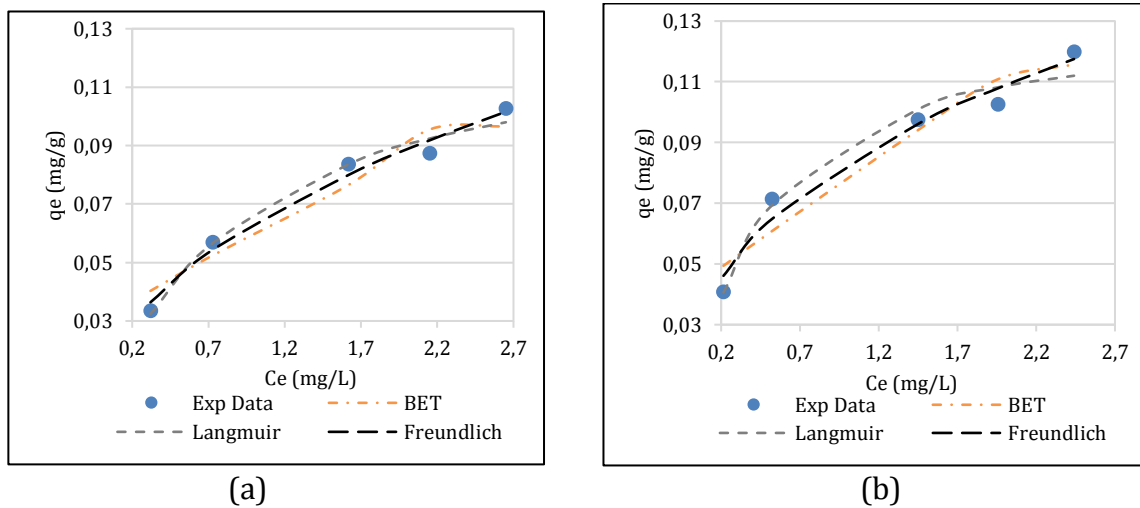 0,13
0,11
0,09
0,07
0,05
0,03
qe (mg/g)
0,2 0,7 1,2 1,7 2,2 2,7
Ce (mg/L)
Exp Data BET
Langmuir Freundlich
(a)
0,13
0,11
0,09
0,07
0,05
0,03
qe (mg/g)
0,2 0,7 1,2 1,7 2,2 2,7
Ce (mg/L)
Exp Data BET
Langmuir Freundlich
(b)